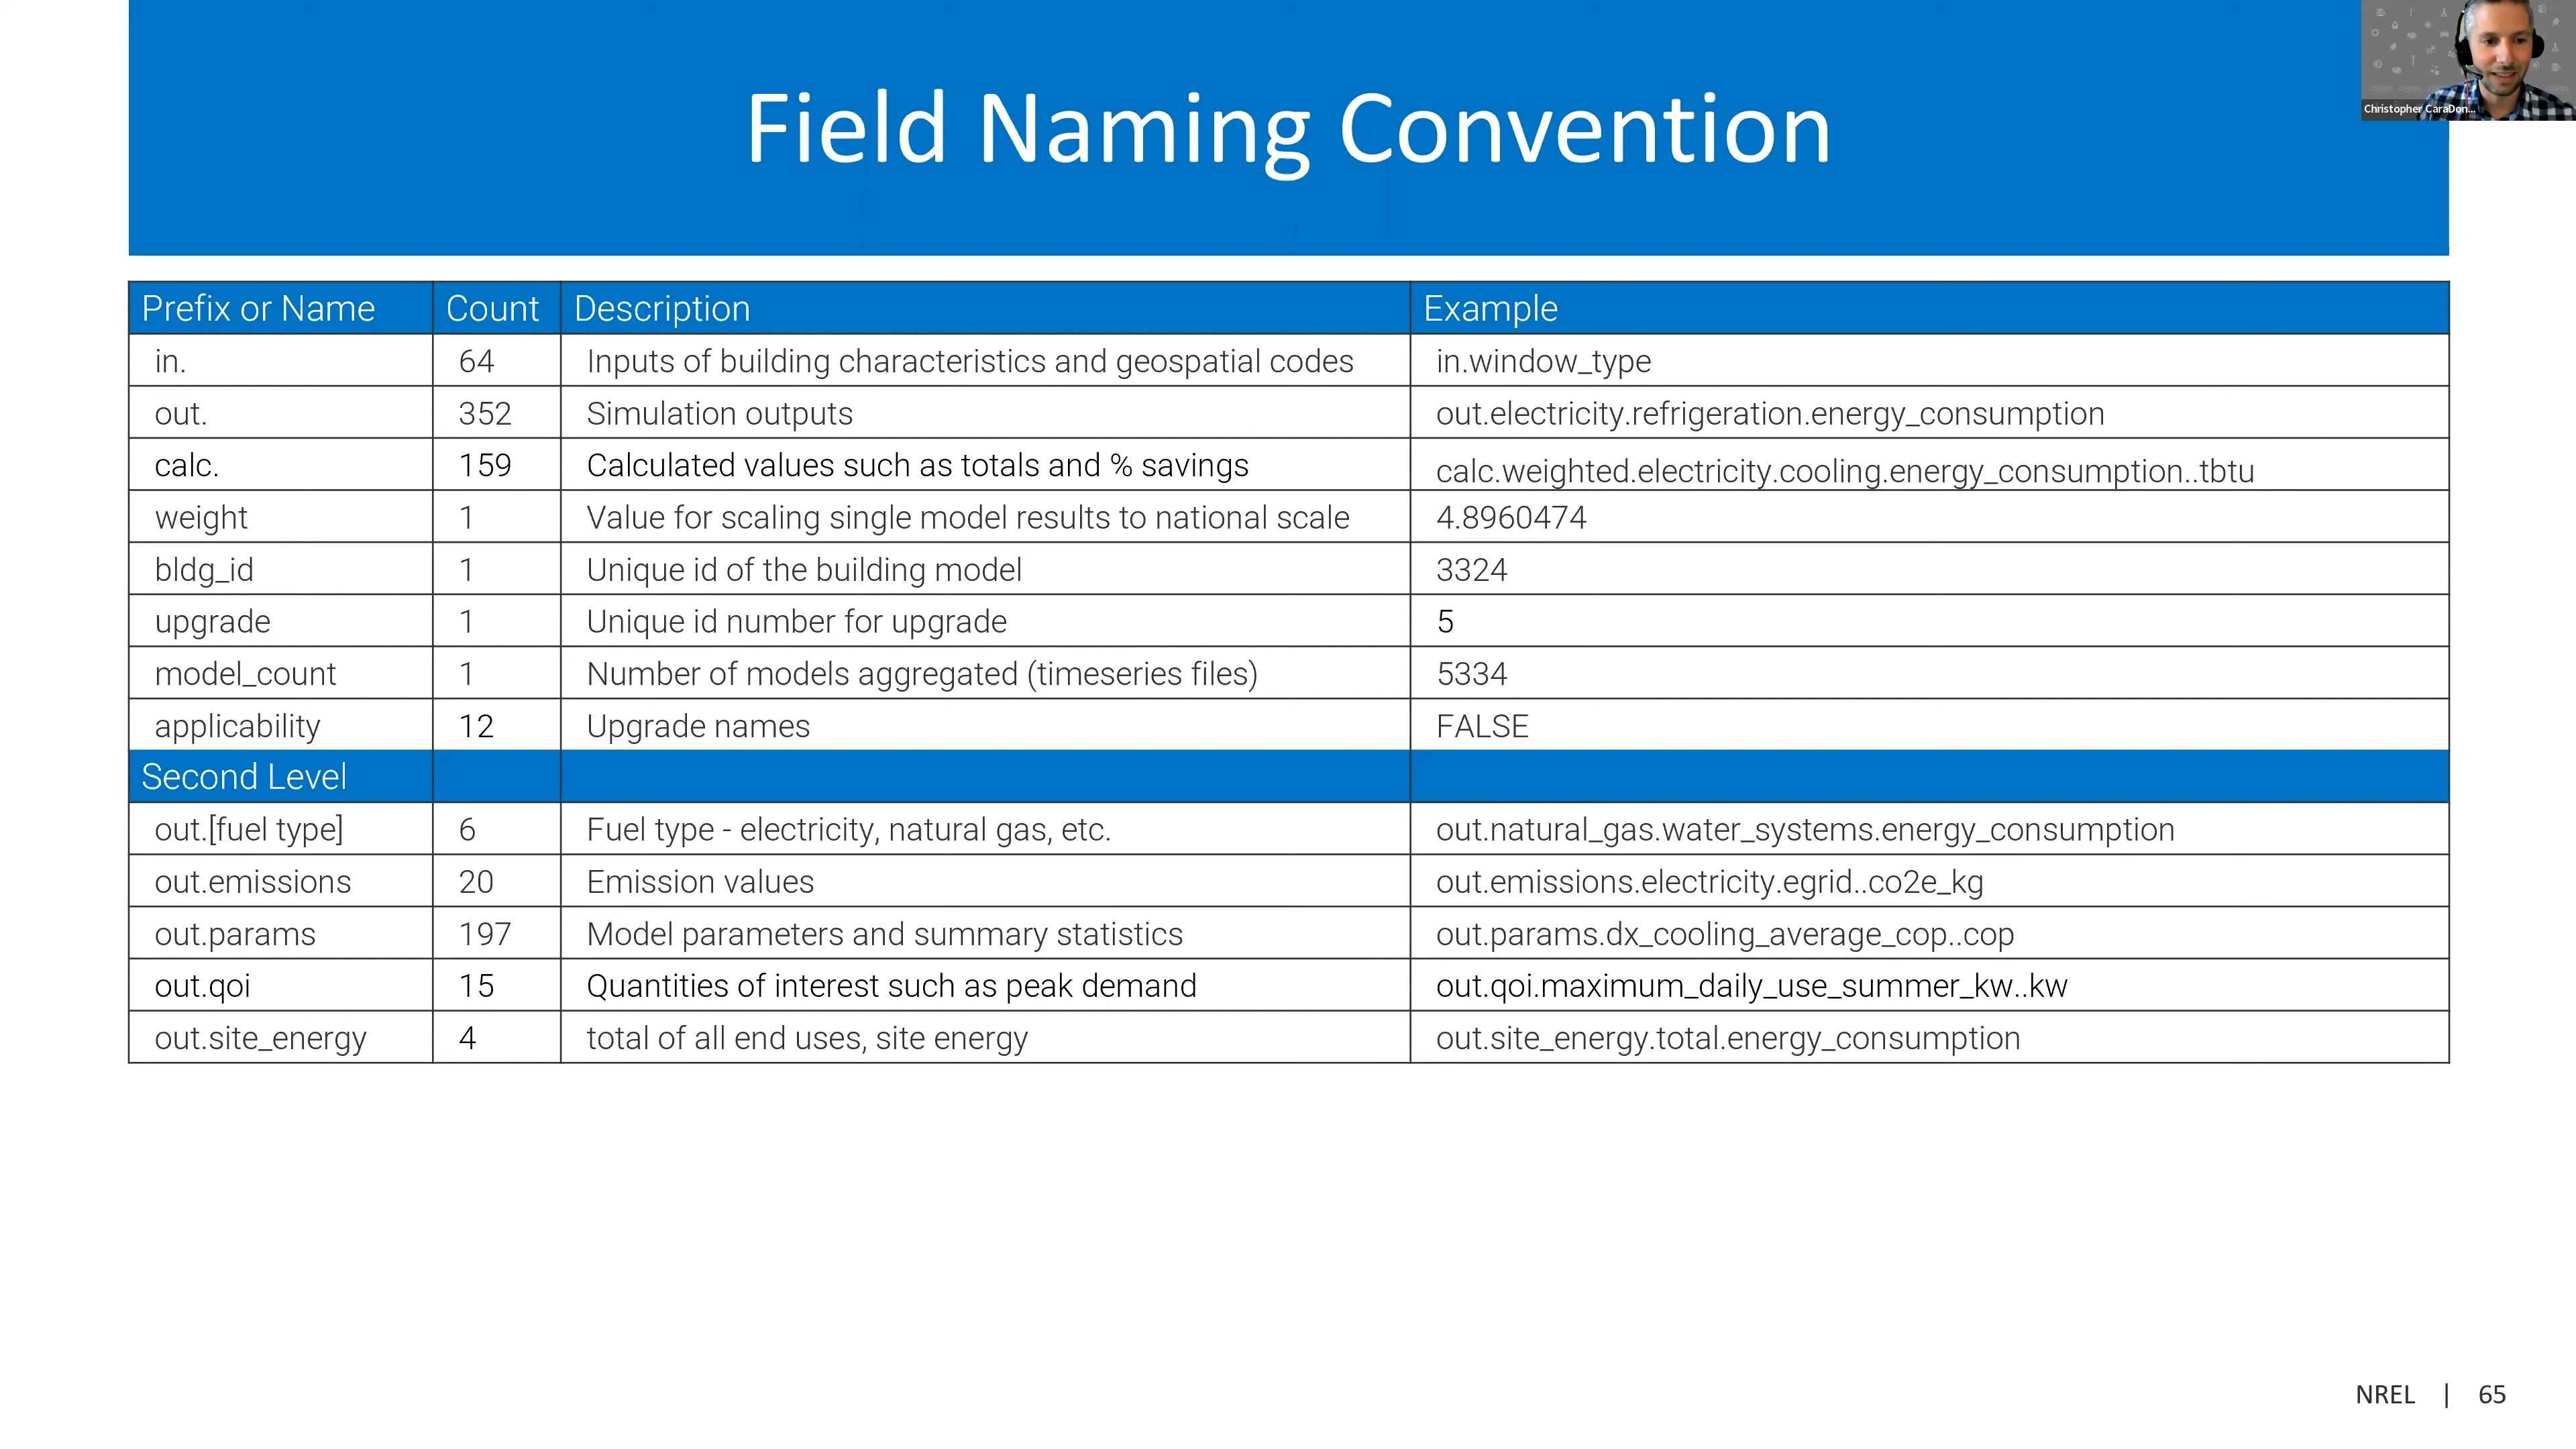 Field Naming Convention
Christopher CaraDon...
Prefix or Name Count Description Example
in. 64 Inputs of building characteristics and geospatial codes in.window_type
out. 352 Simulation outputs out.electricity.refrigeration.energy_consumption
calc. 159 Calculated values such as totals and % savings calc.weighted.electricity.cooling.energy_consumption..tbtu
weight 1 Value for scaling single model results to national scale 4.8960474
bldg_id 1 Unique id of the building model 3324
upgrade 1 Unique id number for upgrade 5
model_count 1 Number of models aggregated (timeseries files) 5334
applicability 12 Upgrade names FALSE
Second Level
out.[fuel type] 6 Fuel type - electricity, natural gas, etc. out.natural_gas.water_systems.energy_consumption
out.emissions 20 Emission values out.emissions.electricity.egrid..co2e_kg
out.params 197 Model parameters and summary statistics out.params.dx_cooling_average_cop..cop
out.qoi 15 Quantities of interest such as peak demand out.qoi.maximum_daily_use_summer_kw..kw
out.site_energy 4 total of all end uses, site energy out.site_energy.total.energy_consumption
NREL | 65